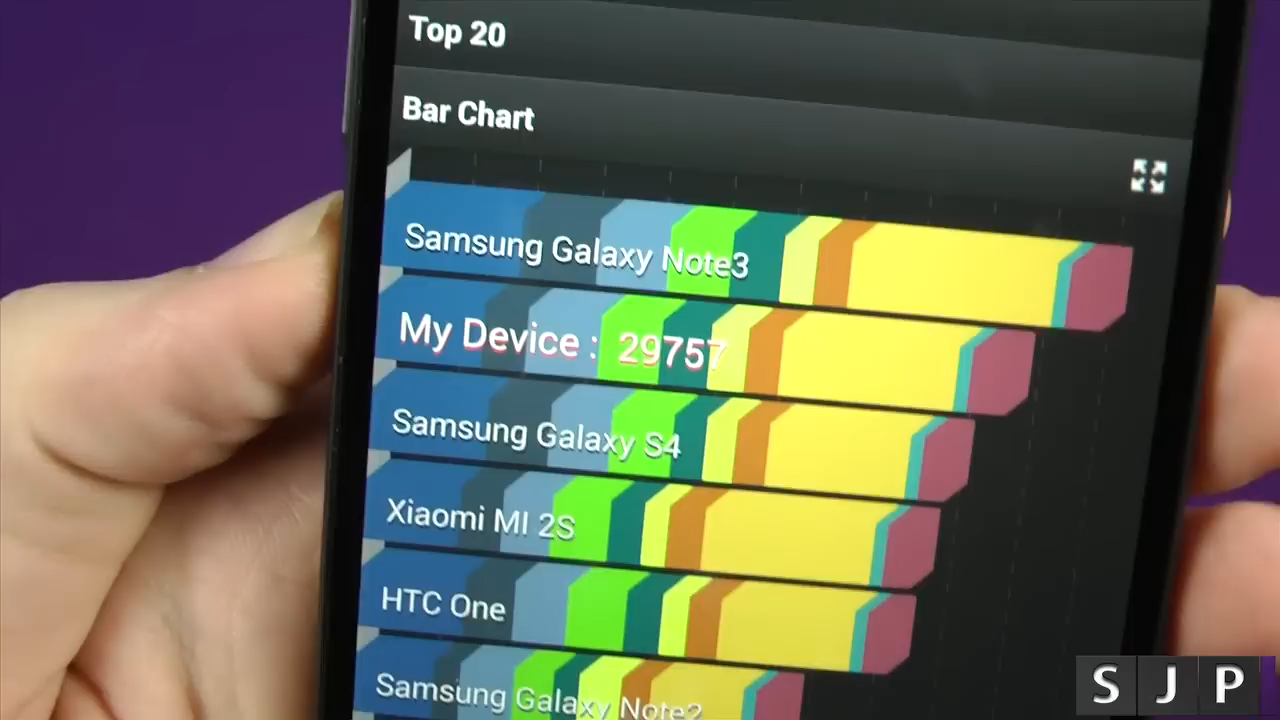 Top 20
Bar Chart
Samsung Galaxy Note3
My Device : 29757
Samsung Galaxy S4
Xiaomi MI 2S
HTC One
Samsung Galaxy Note2
S J P